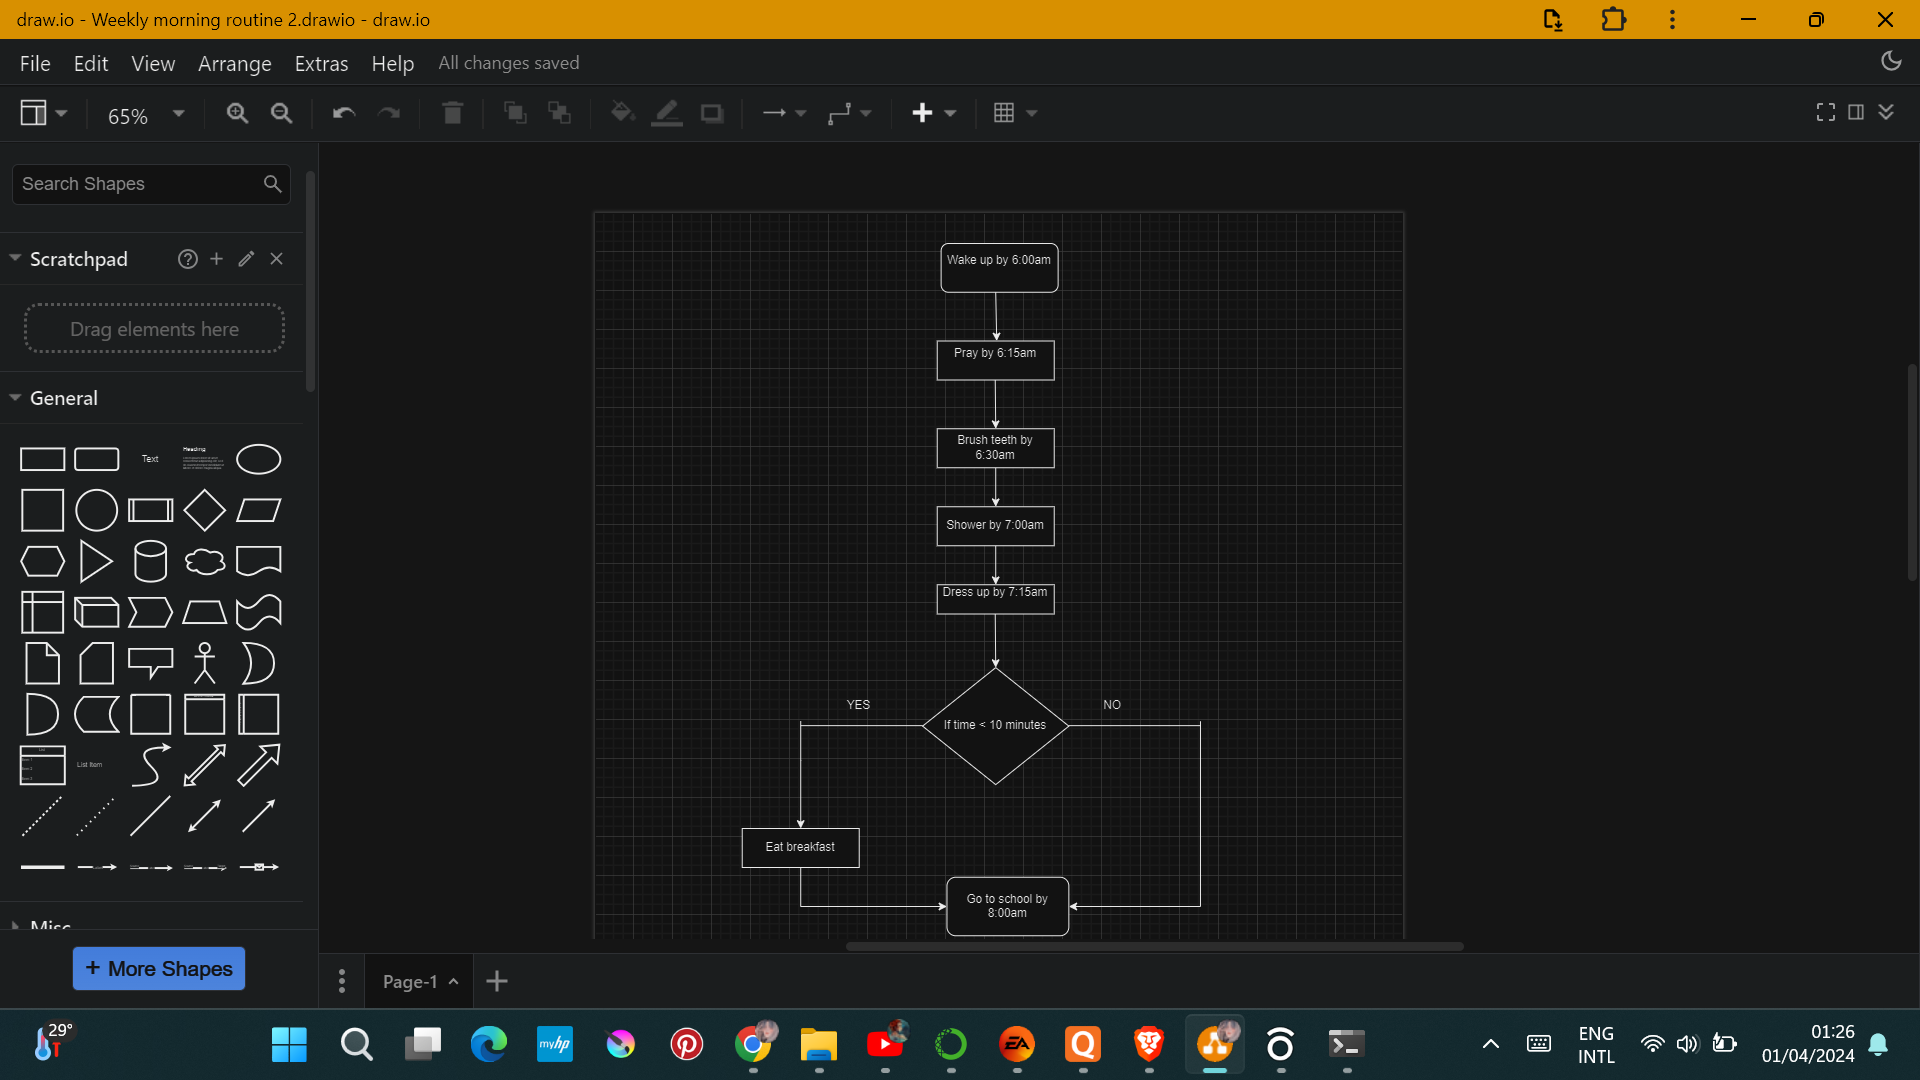 draw.io - Weekly morning routine 2.drawio - draw.io
File Edit View Arrange Extras Help All changes saved
65%
Search Shapes
Scratchpad
Drag elements here
General
Text
Heading
List Item
Misc
+ More Shapes
Wake up by 6:00am
Pray by 6:15am
Brush teeth by
6:30am
Shower by 7:00am
Dress up by 7:15am
YES
NO
If time < 10 minutes
Eat breakfast
Go to school by
8:00am
Page-1
29°
myhp
EA
Q
ENG
INTL
01:26
01/04/2024